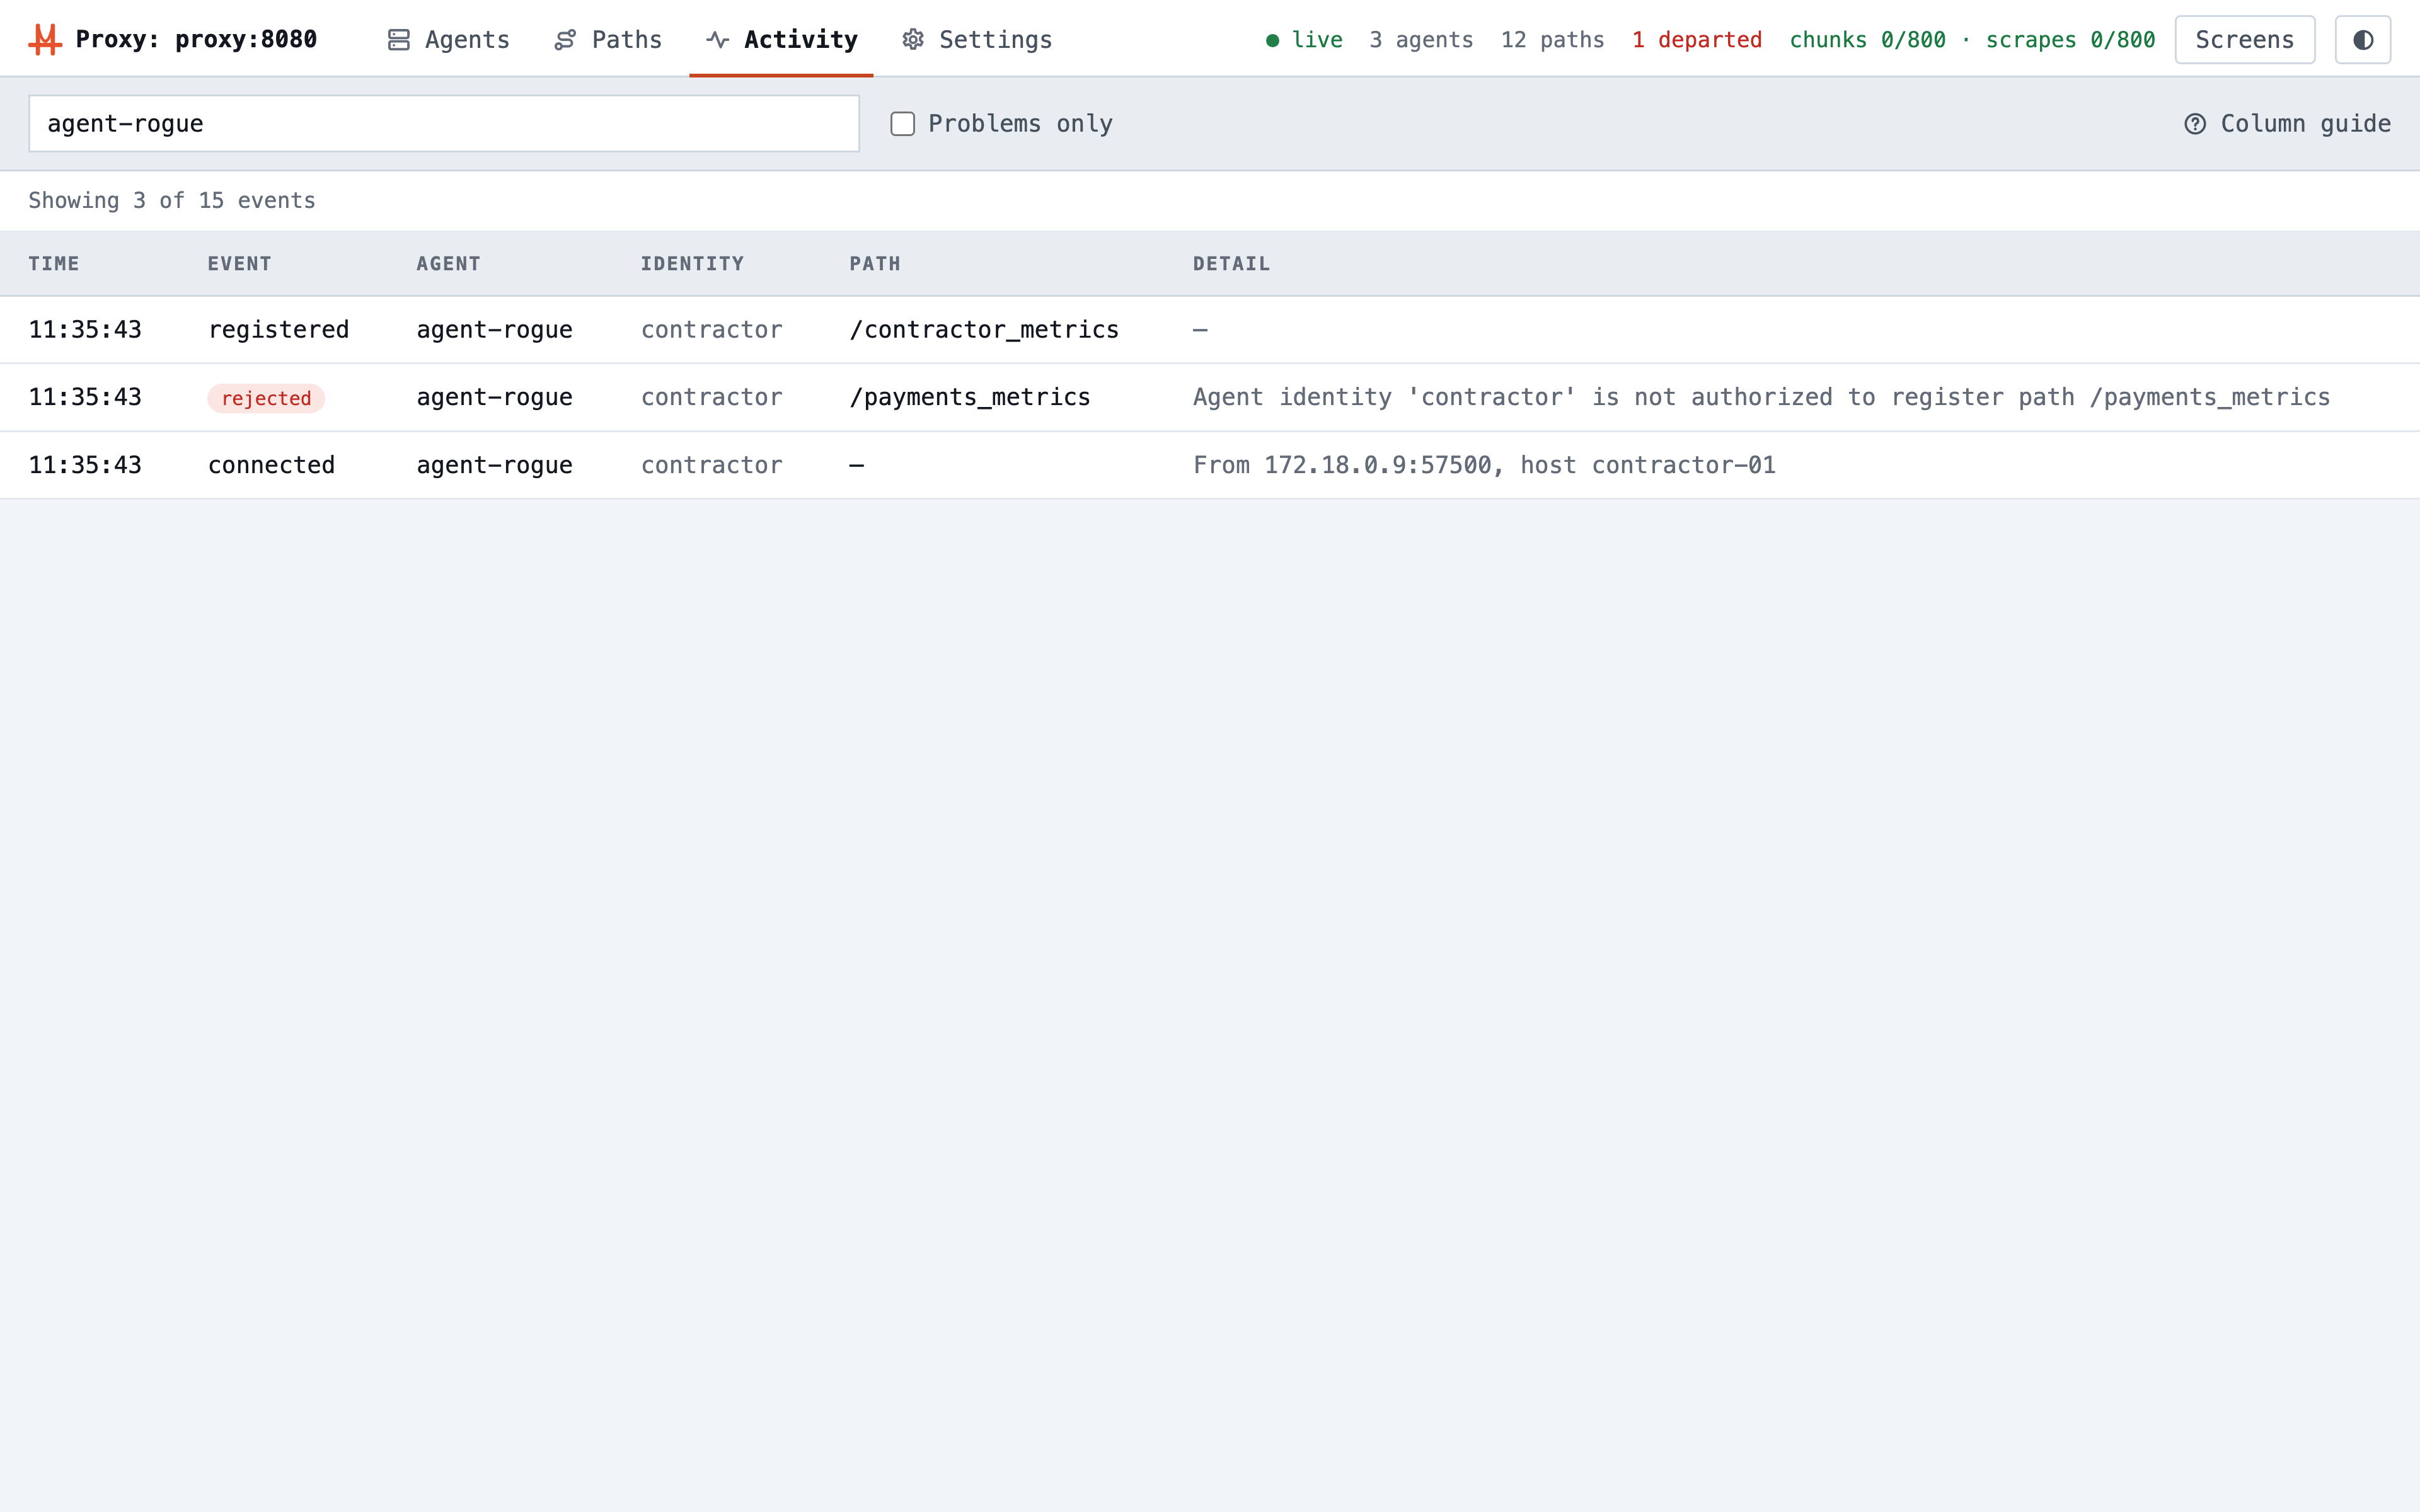 Proxy: proxy:8080 Agents Paths Activity Settings live 3 agents 12 paths 1 departed chunks 0/800 · scrapes 0/800 Screens
agent-rogue Problems only Column guide
Showing 3 of 15 events
TIME EVENT AGENT IDENTITY PATH DETAIL
11:35:43 registered agent-rogue contractor /contractor_metrics —
11:35:43 rejected agent-rogue contractor /payments_metrics Agent identity 'contractor' is not authorized to register path /payments_metrics
11:35:43 connected agent-rogue contractor — From 172.18.0.9:57500, host contractor-01